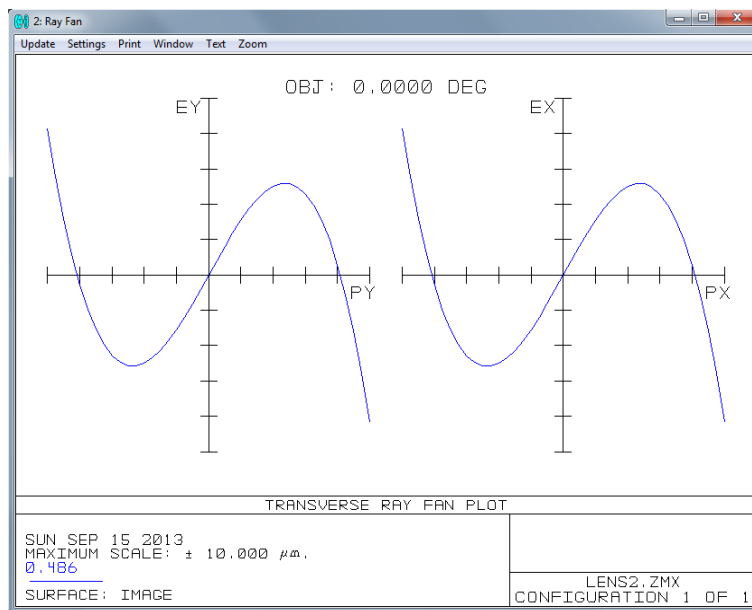 2: Ray Fan
Update Settings Print Window Text Zoom
OBJ: 0.0000 DEG
EY
EX
PY
PX
TRANSVERSE RAY FAN PLOT
SUN SEP 15 2013
MAXIMUM SCALE: ± 10.000 µm.
0.486
SURFACE: IMAGE
LENS2.ZMX
CONFIGURATION 1 OF 1